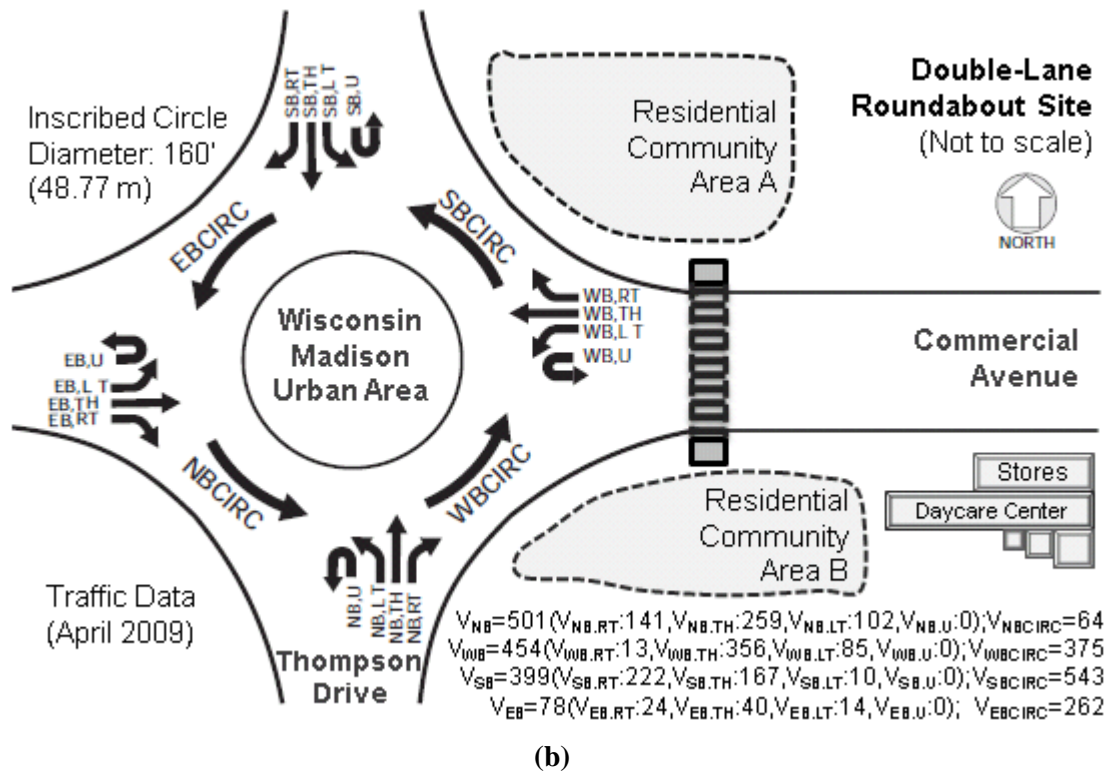 Double-Lane
Roundabout Site
(Not to scale)
NORTH
Inscribed Circle
Diameter: 160'
(48.77 m)
SB,RT
SB,TH
SB,L T
SB,U
Residential
Community
Area A
EBCIRC
SBCIRC
WB,RT
WB,TH
WB,L T
WB,U
Wisconsin
Madison
Urban Area
Commercial
Avenue
EB,U
EB,L T
EB,TH
EB,RT
NBCIRC
WBCIRC
Stores
Daycare Center
Residential
Community
Area B
NB,U
NB,L T
NB,TH
NB,RT
Traffic Data
(April 2009)
Thompson
Drive
VNB=501(VNB.RT:141,VNB.TH:259,VNB.LT:102,VNB.U:0);VNBCIRC=64
VWB=454(VWB.RT:13,VWB.TH:356,VWB.LT:85,VWB.U:0);VWBCIRC=375
VSB=399(VSB.RT:222,VSB.TH:167,VSB.LT:10,VSB.U:0);VSBCIRC=543
VEB=78(VEB.RT:24,VEB.TH:40,VEB.LT:14,VEB.U:0); VEBCIRC=262
(b)